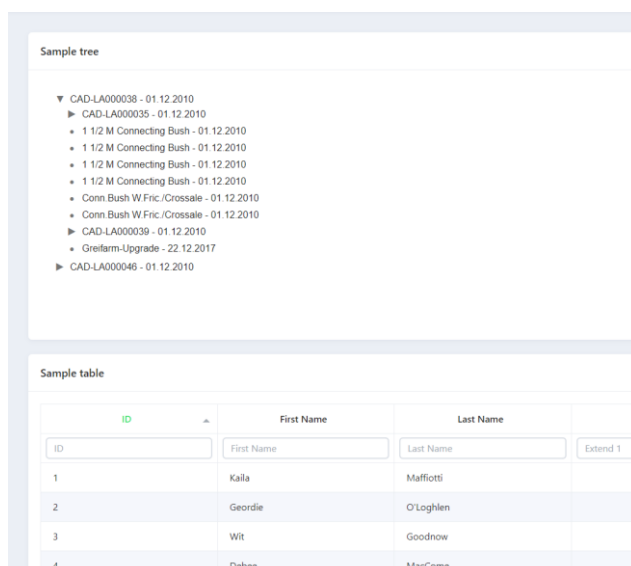 Sample tree
CAD-LA000038 - 01.12.2010
CAD-LA000035 - 01.12.2010
1 1/2 M Connecting Bush - 01.12.2010
1 1/2 M Connecting Bush - 01.12.2010
1 1/2 M Connecting Bush - 01.12.2010
1 1/2 M Connecting Bush - 01.12.2010
Conn.Bush W.Fric./Crossale - 01.12.2010
Conn.Bush W.Fric./Crossale - 01.12.2010
CAD-LA000039 - 01.12.2010
Greifarm-Upgrade - 22.12.2017
CAD-LA000046 - 01.12.2010
Sample table
ID First Name Last Name
ID First Name Last Name Extend 1
1 Kaila Maffiotti
2 Geordie O'Loghlen
3 Wit Goodnow
4